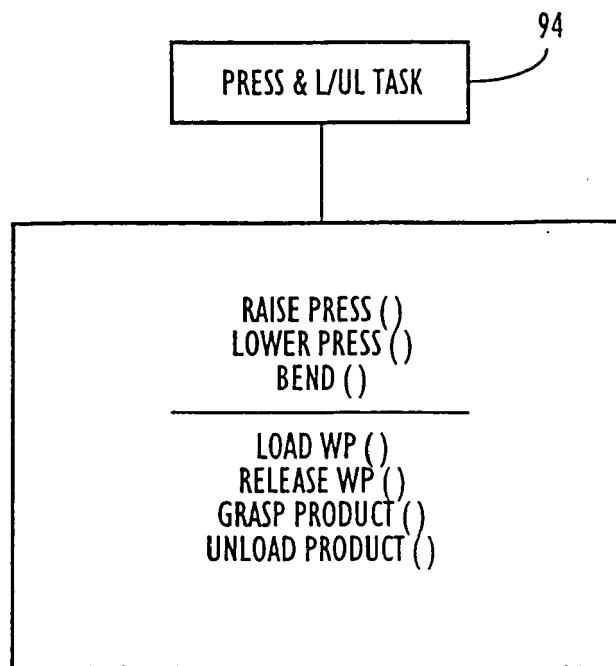 94
PRESS & L/UL TASK
RAISE PRESS ( )
LOWER PRESS ( )
BEND ( )
LOAD WP ( )
RELEASE WP ( )
GRASP PRODUCT ( )
UNLOAD PRODUCT ( )